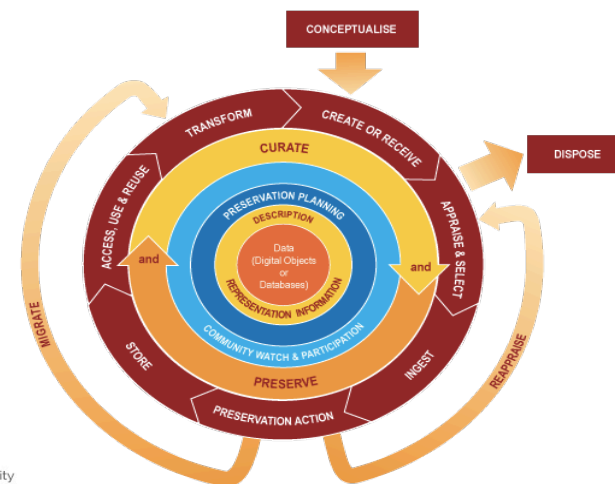 CONCEPTUALISE
CREATE OR RECEIVE
TRANSFORM
DISPOSE
CURATE
APPRAISE & SELECT
ACCESS, USE & REUSE
PRESERVATION PLANNING
DESCRIPTION
Data
(Digital Objects
or
Databases)
and
and
REPRESENTATION INFORMATION
COMMUNITY WATCH & PARTICIPATION
MIGRATE
REAPPRAISE
STORE
INGEST
PRESERVE
PRESERVATION ACTION
ity